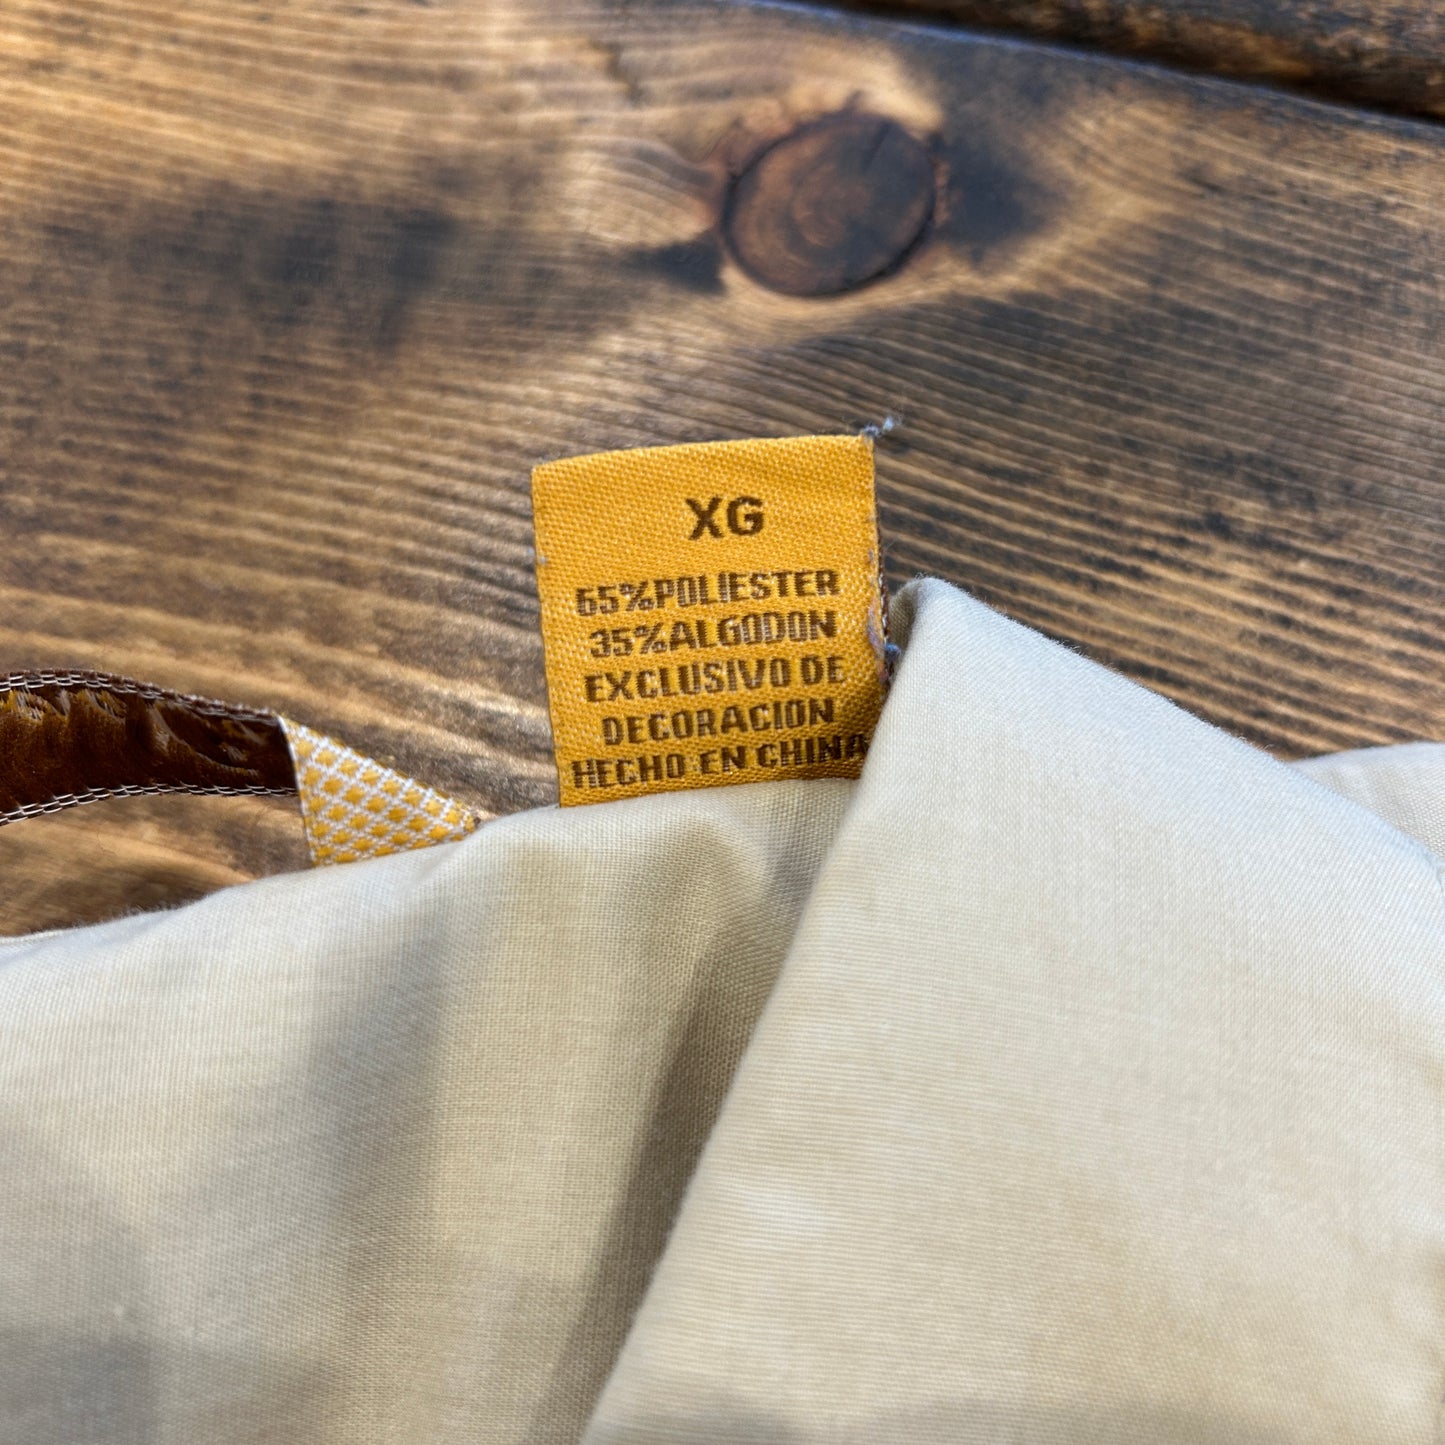 XG
65%POLIESTER
35%ALGODON
EXCLUSIVO DE
DECORACION
HECHO EN CHINA